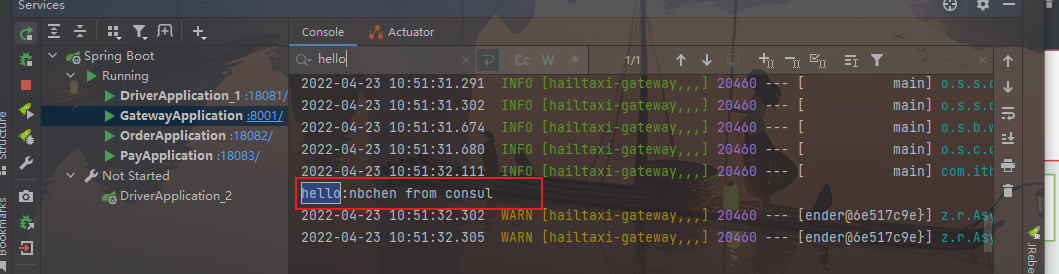 Services
Console
Actuator
hello
Cc
W
.*
1/1
Spring Boot
Running
DriverApplication_1 :18081/
GatewayApplication :8001/
OrderApplication :18082/
PayApplication :18083/
Not Started
DriverApplication_2
2022-04-23 10:51:31.291 INFO [hailtaxi-gateway,,,] 20460 --- [ main] o.s.s.c
2022-04-23 10:51:31.302 INFO [hailtaxi-gateway,,,] 20460 --- [ main] o.s.s.
2022-04-23 10:51:31.674 INFO [hailtaxi-gateway,,,] 20460 --- [ main] o.s.b.w
2022-04-23 10:51:31.680 INFO [hailtaxi-gateway,,,] 20460 --- [ main] o.s.c.c
2022-04-23 10:51:32.111 INFO [hailtaxi-gateway,,,] 20460 --- [ main] com.ith
hello:nbchen from consul
2022-04-23 10:51:32.302 WARN [hailtaxi-gateway,,,] 20460 --- [ender@6e517c9e}] z.r.Asy
2022-04-23 10:51:32.305 WARN [hailtaxi-gateway,,,] 20460 --- [ender@6e517c9e}] z.r.Asy
Structure
Bookmarks
JRebe